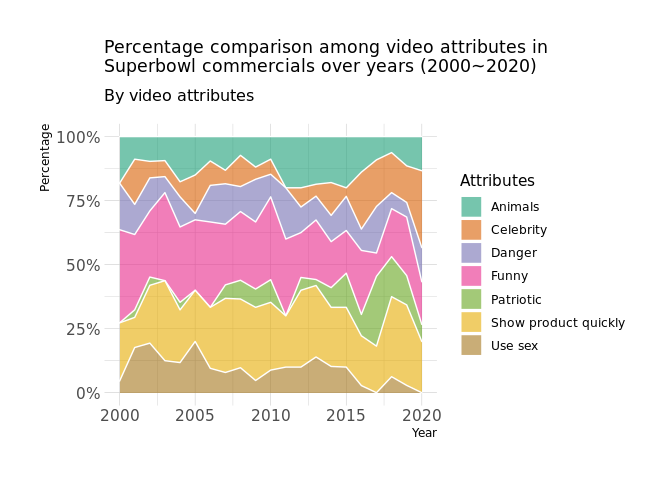 Percentage comparison among video attributes in
Superbowl commercials over years (2000~2020)
By video attributes
Percentage
100%
75%
50%
25%
0%
2000 2005 2010 2015 2020
Year
Attributes
Animals
Celebrity
Danger
Funny
Patriotic
Show product quickly
Use sex